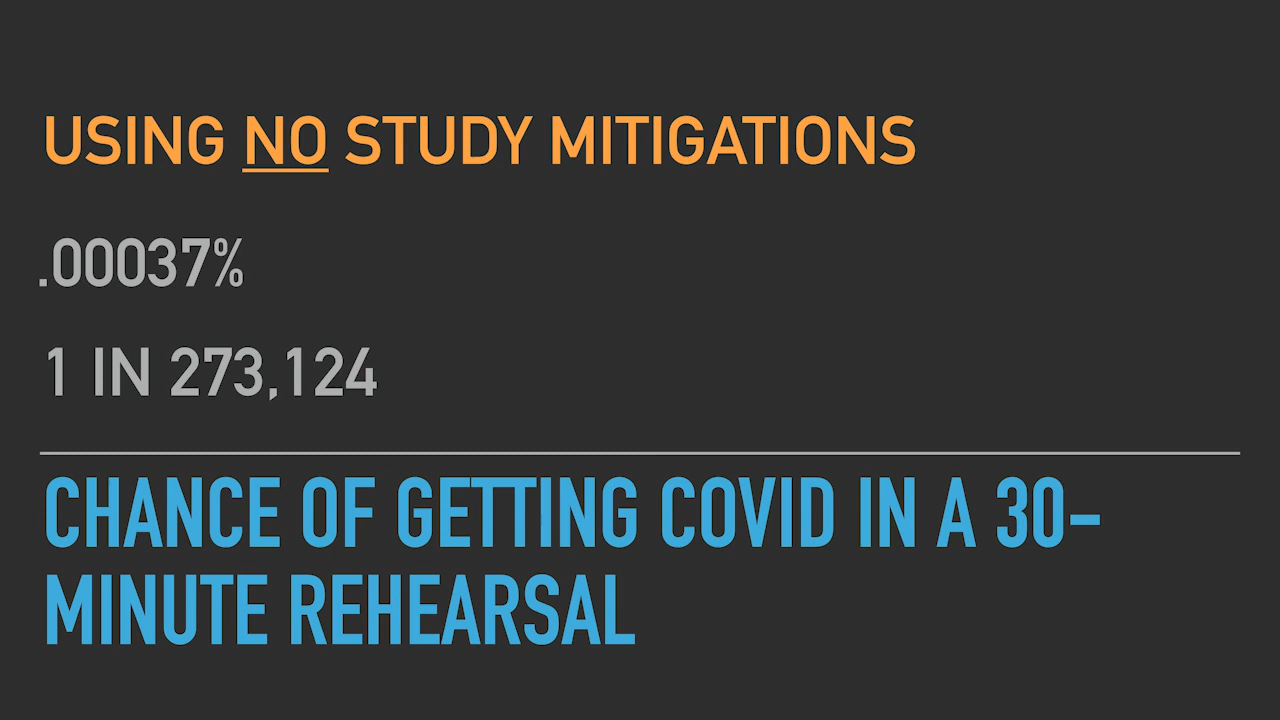 USING NO STUDY MITIGATIONS
.00037%
1 IN 273,124
CHANCE OF GETTING COVID IN A 30-
MINUTE REHEARSAL